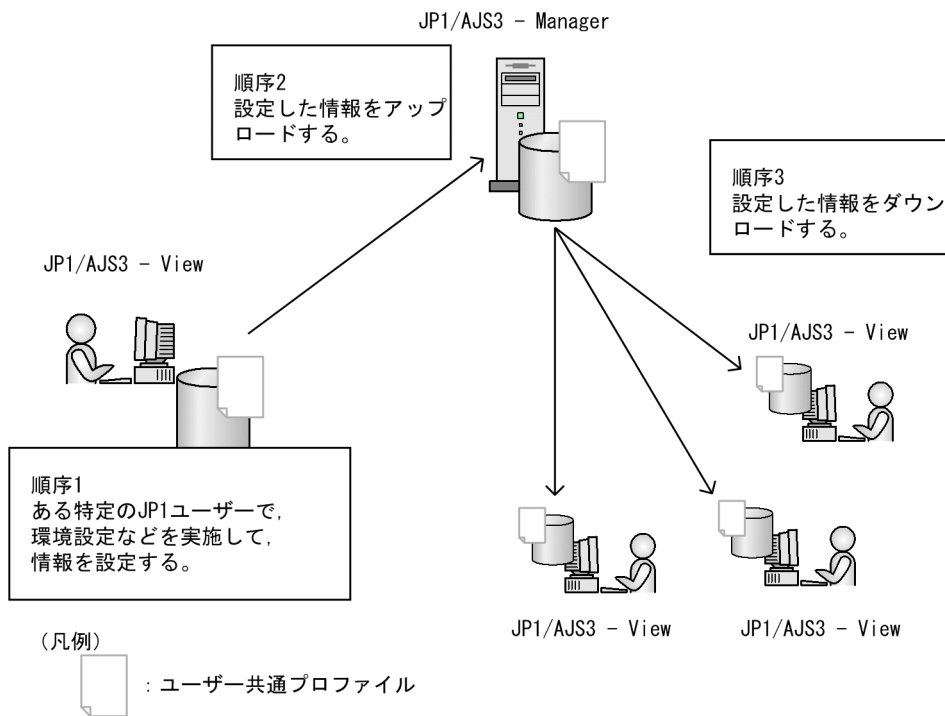 JP1/AJS3 - Manager
順序2
設定した情報をアップ
ロードする。
順序3
設定した情報をダウン
ロードする。
JP1/AJS3 - View
JP1/AJS3 - View
順序1
ある特定のJP1ユーザーで，
環境設定などを実施して，
情報を設定する。
JP1/AJS3 - View
JP1/AJS3 - View
（凡例）
：ユーザー共通プロファイル